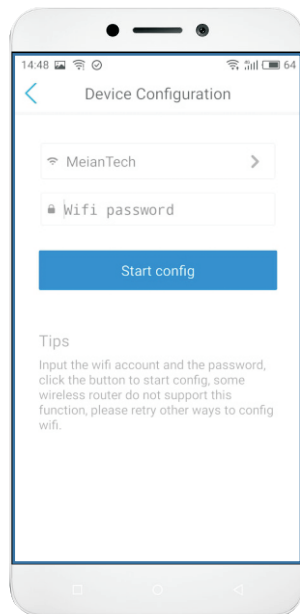 14:48 64
Device Configuration
MeianTech
Wifi password
Start config
Tips
Input the wifi account and the password,
click the button to start config, some
wireless router do not support this
function, please retry other ways to config
wifi.